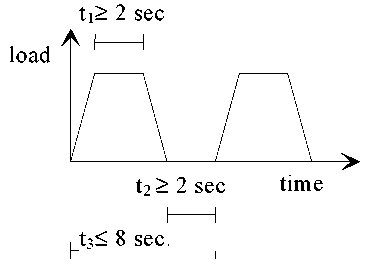 t₁≥ 2 sec
load
t₂ ≥ 2 sec
time
t₃≤ 8 sec.